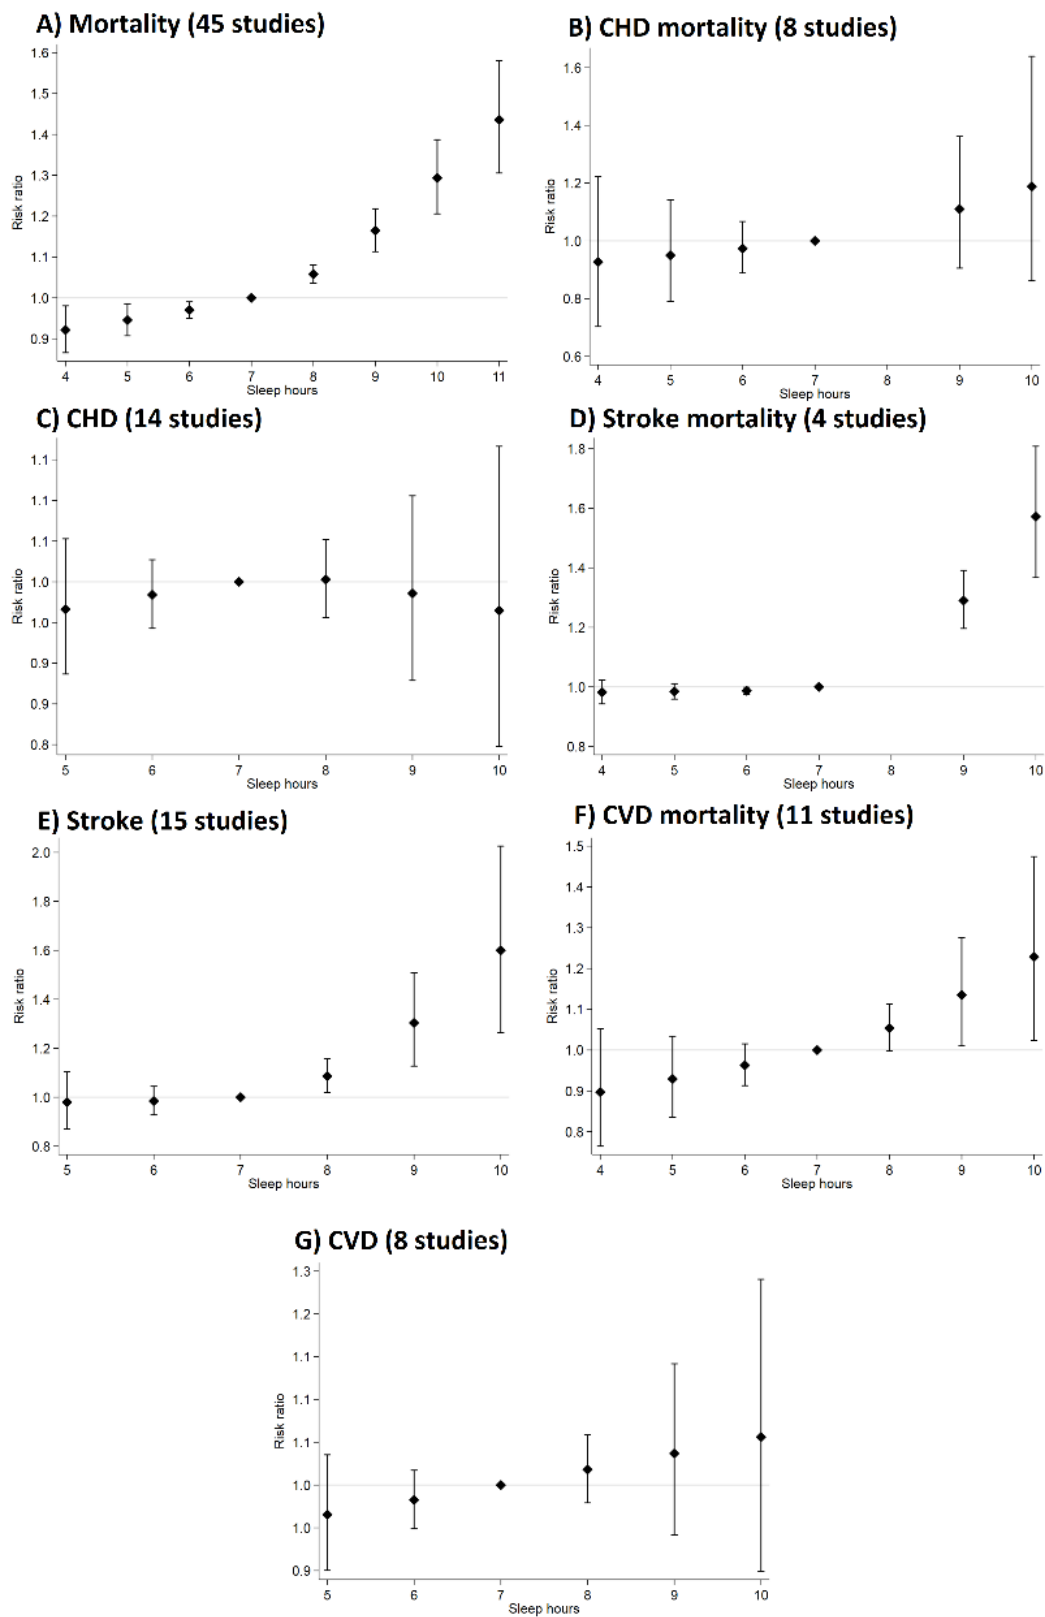 A) Mortality (45 studies)
1.6
1.5
1.4
1.3
1.2
1.1
1.0
0.9
Risk ratio
4 5 6 7 8 9 10 11
Sleep hours
B) CHD mortality (8 studies)
1.6
1.4
1.2
1.0
0.8
0.6
Risk ratio
4 5 6 7 8 9 10
Sleep hours
C) CHD (14 studies)
1.1
1.1
1.1
1.0
1.0
0.9
0.9
0.8
Risk ratio
5 6 7 8 9 10
Sleep hours
D) Stroke mortality (4 studies)
1.8
1.6
1.4
1.2
1.0
0.8
Risk ratio
4 5 6 7 8 9 10
Sleep hours
E) Stroke (15 studies)
2.0
1.8
1.6
1.4
1.2
1.0
0.8
Risk ratio
5 6 7 8 9 10
Sleep hours
F) CVD mortality (11 studies)
1.5
1.4
1.3
1.2
1.1
1.0
0.9
0.8
Risk ratio
4 5 6 7 8 9 10
Sleep hours
G) CVD (8 studies)
1.3
1.2
1.1
1.1
1.1
1.0
1.0
0.9
Risk ratio
5 6 7 8 9 10
Sleep hours